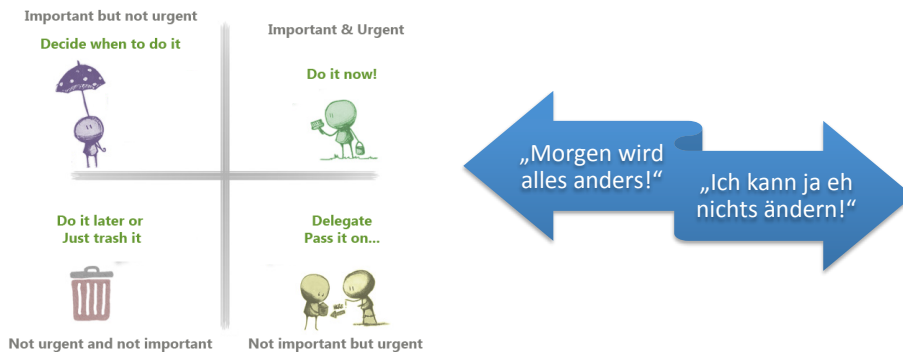 Important but not urgent
Decide when to do it
Important & Urgent
Do it now!
Do it later or
Just trash it
Not urgent and not important
Delegate
Pass it on...
Not important but urgent
„Morgen wird
alles anders!“
„Ich kann ja eh
nichts ändern!“